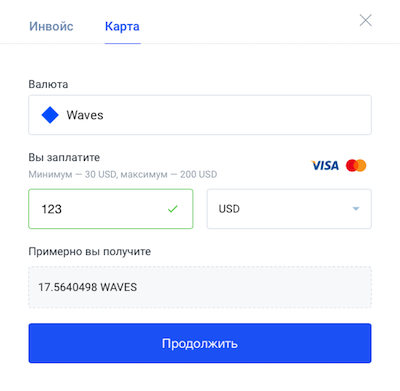 Инвойс Карта
Валюта
Waves
Вы заплатите
VISA
Минимум — 30 USD, максимум — 200 USD
123 USD
Примерно вы получите
17.5640498 WAVES
Продолжить